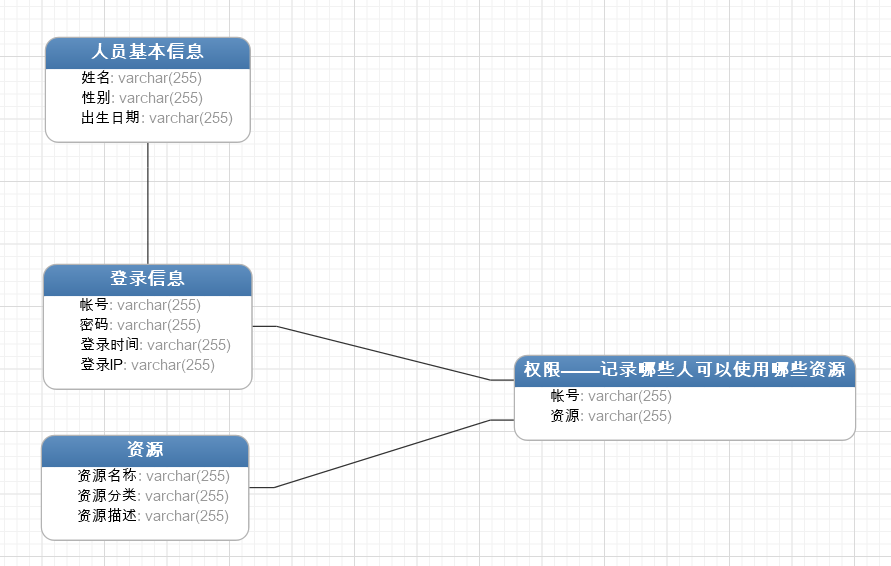 人员基本信息
姓名: varchar(255)
性别: varchar(255)
出生日期: varchar(255)
登录信息
帐号: varchar(255)
密码: varchar(255)
登录时间: varchar(255)
登录IP: varchar(255)
权限——记录哪些人可以使用哪些资源
帐号: varchar(255)
资源: varchar(255)
资源
资源名称: varchar(255)
资源分类: varchar(255)
资源描述: varchar(255)